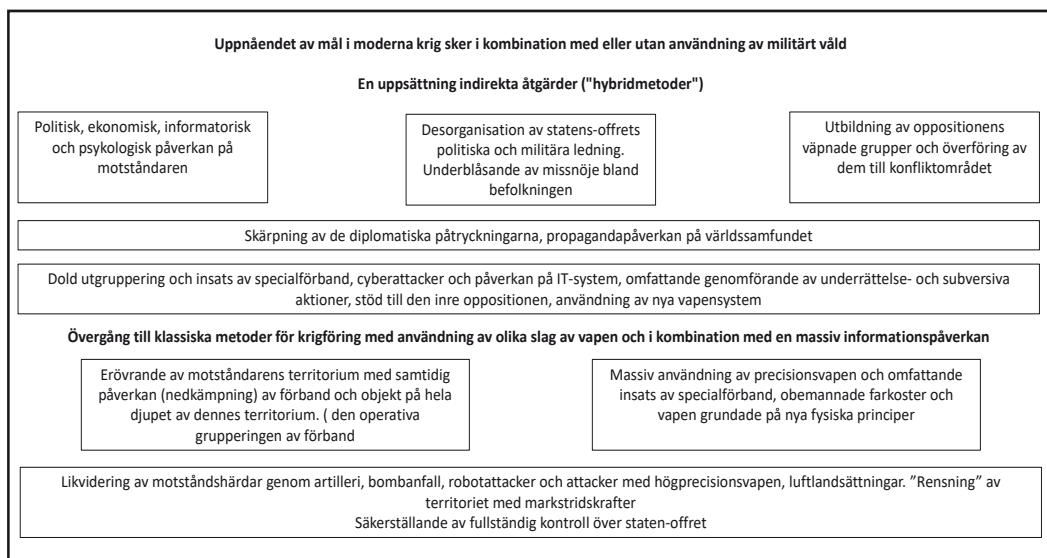 Uppnåendet av mål i moderna krig sker i kombination med eller utan användning av militärt våld
En uppsättning indirekta åtgärder ("hybridmetoder")
Politisk, ekonomisk, informatorisk
och psykologisk påverkan på
motståndaren
Desorganisation av statens-offrets
politiska och militära ledning.
Underblåsande av missnöje bland
befolkningen
Utbildning av oppositionens
väpnade grupper och överföring av
dem till konfliktområdet
Skärpning av de diplomatiska påtryckningarna, propagandapåverkan på världssamfundet
Dold utgruppering och insats av specialförband, cyberattacker och påverkan på IT-system, omfattande genomförande av underrättelse- och subversiva
aktioner, stöd till den inre oppositionen, användning av nya vapensystem
Övergång till klassiska metoder för krigföring med användning av olika slag av vapen och i kombination med en massiv informationspåverkan
Erövrande av motståndarens territorium med samtidig
påverkan (nedkämpning) av förband och objekt på hela
djupet av dennes territorium. ( den operativa
grupperingen av förband
Massiv användning av precisionsvapen och omfattande
insats av specialförband, obemannade farkoster och
vapen grundade på nya fysiska principer
Likvidering av motståndshärdar genom artilleri, bombanfall, robotattacker och attacker med högprecisionsvapen, luftlandsättningar. ”Rensning” av
territoriet med markstridskrafter
Säkerställande av fullständig kontroll över staten-offret